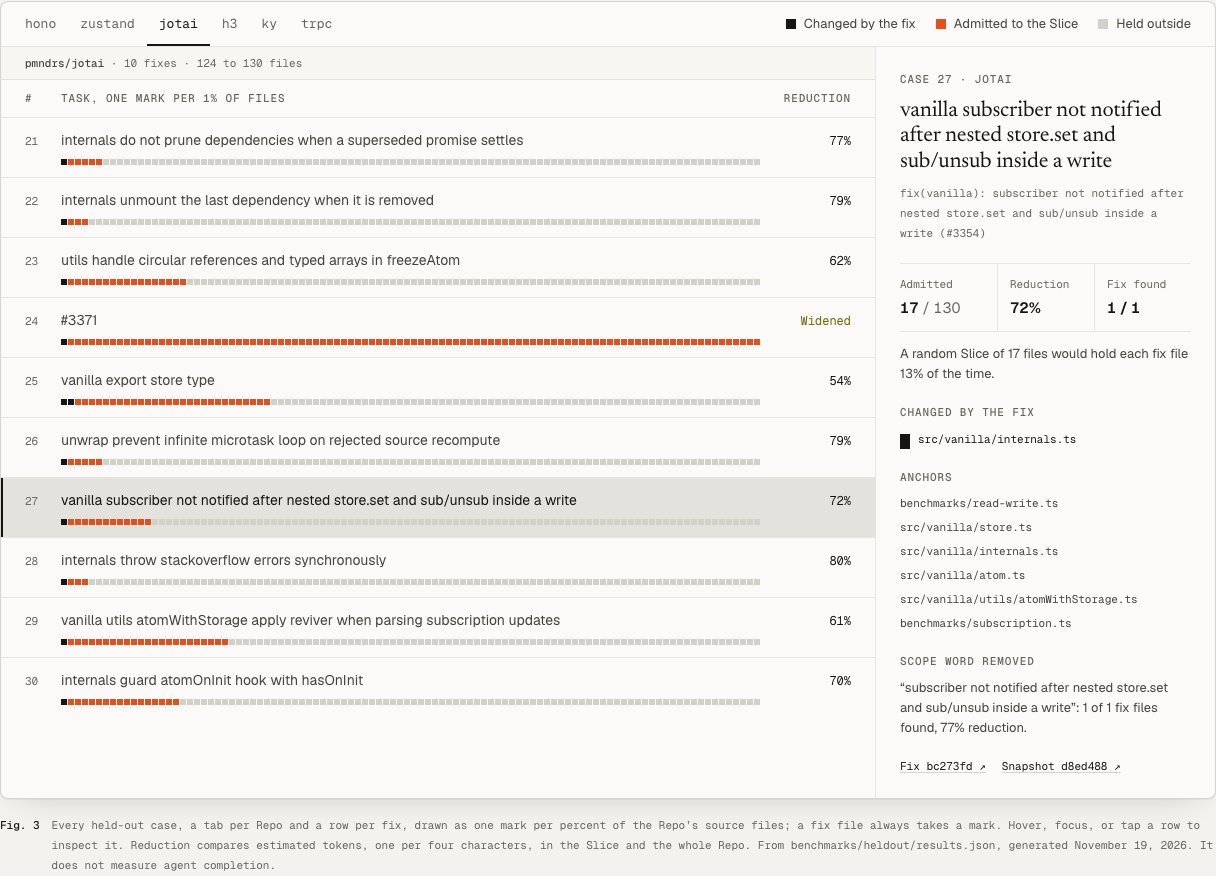 hono zustand jotai h3 ky trpc
Changed by the fix Admitted to the Slice Held outside
pmndrs/jotai · 10 fixes · 124 to 130 files
# TASK, ONE MARK PER 1% OF FILES REDUCTION
21 internals do not prune dependencies when a superseded promise settles 77%
22 internals unmount the last dependency when it is removed 79%
23 utils handle circular references and typed arrays in freezeAtom 62%
24 #3371 Widened
25 vanilla export store type 54%
26 unwrap prevent infinite microtask loop on rejected source recompute 79%
27 vanilla subscriber not notified after nested store.set and sub/unsub inside a write 72%
28 internals throw stackoverflow errors synchronously 80%
29 vanilla utils atomWithStorage apply reviver when parsing subscription updates 61%
30 internals guard atomOnInit hook with hasOnInit 70%
CASE 27 · JOTAI
vanilla subscriber not notified
after nested store.set and
sub/unsub inside a write
fix(vanilla): subscriber not notified after
nested store.set and sub/unsub inside a
write (#3354)
Admitted Reduction Fix found
17 / 130 72% 1 / 1
A random Slice of 17 files would hold each fix file
13% of the time.
CHANGED BY THE FIX
src/vanilla/internals.ts
ANCHORS
benchmarks/read-write.ts
src/vanilla/store.ts
src/vanilla/internals.ts
src/vanilla/atom.ts
src/vanilla/utils/atomWithStorage.ts
benchmarks/subscription.ts
SCOPE WORD REMOVED
“subscriber not notified after nested store.set
and sub/unsub inside a write”: 1 of 1 fix files
found, 77% reduction.
Fix bc273fd ↗ Snapshot d8ed488 ↗
Fig. 3 Every held-out case, a tab per Repo and a row per fix, drawn as one mark per percent of the Repo's source files; a fix file always takes a mark. Hover, focus, or tap a row to
inspect it. Reduction compares estimated tokens, one per four characters, in the Slice and the whole Repo. From benchmarks/heldout/results.json, generated November 19, 2026. It
does not measure agent completion.